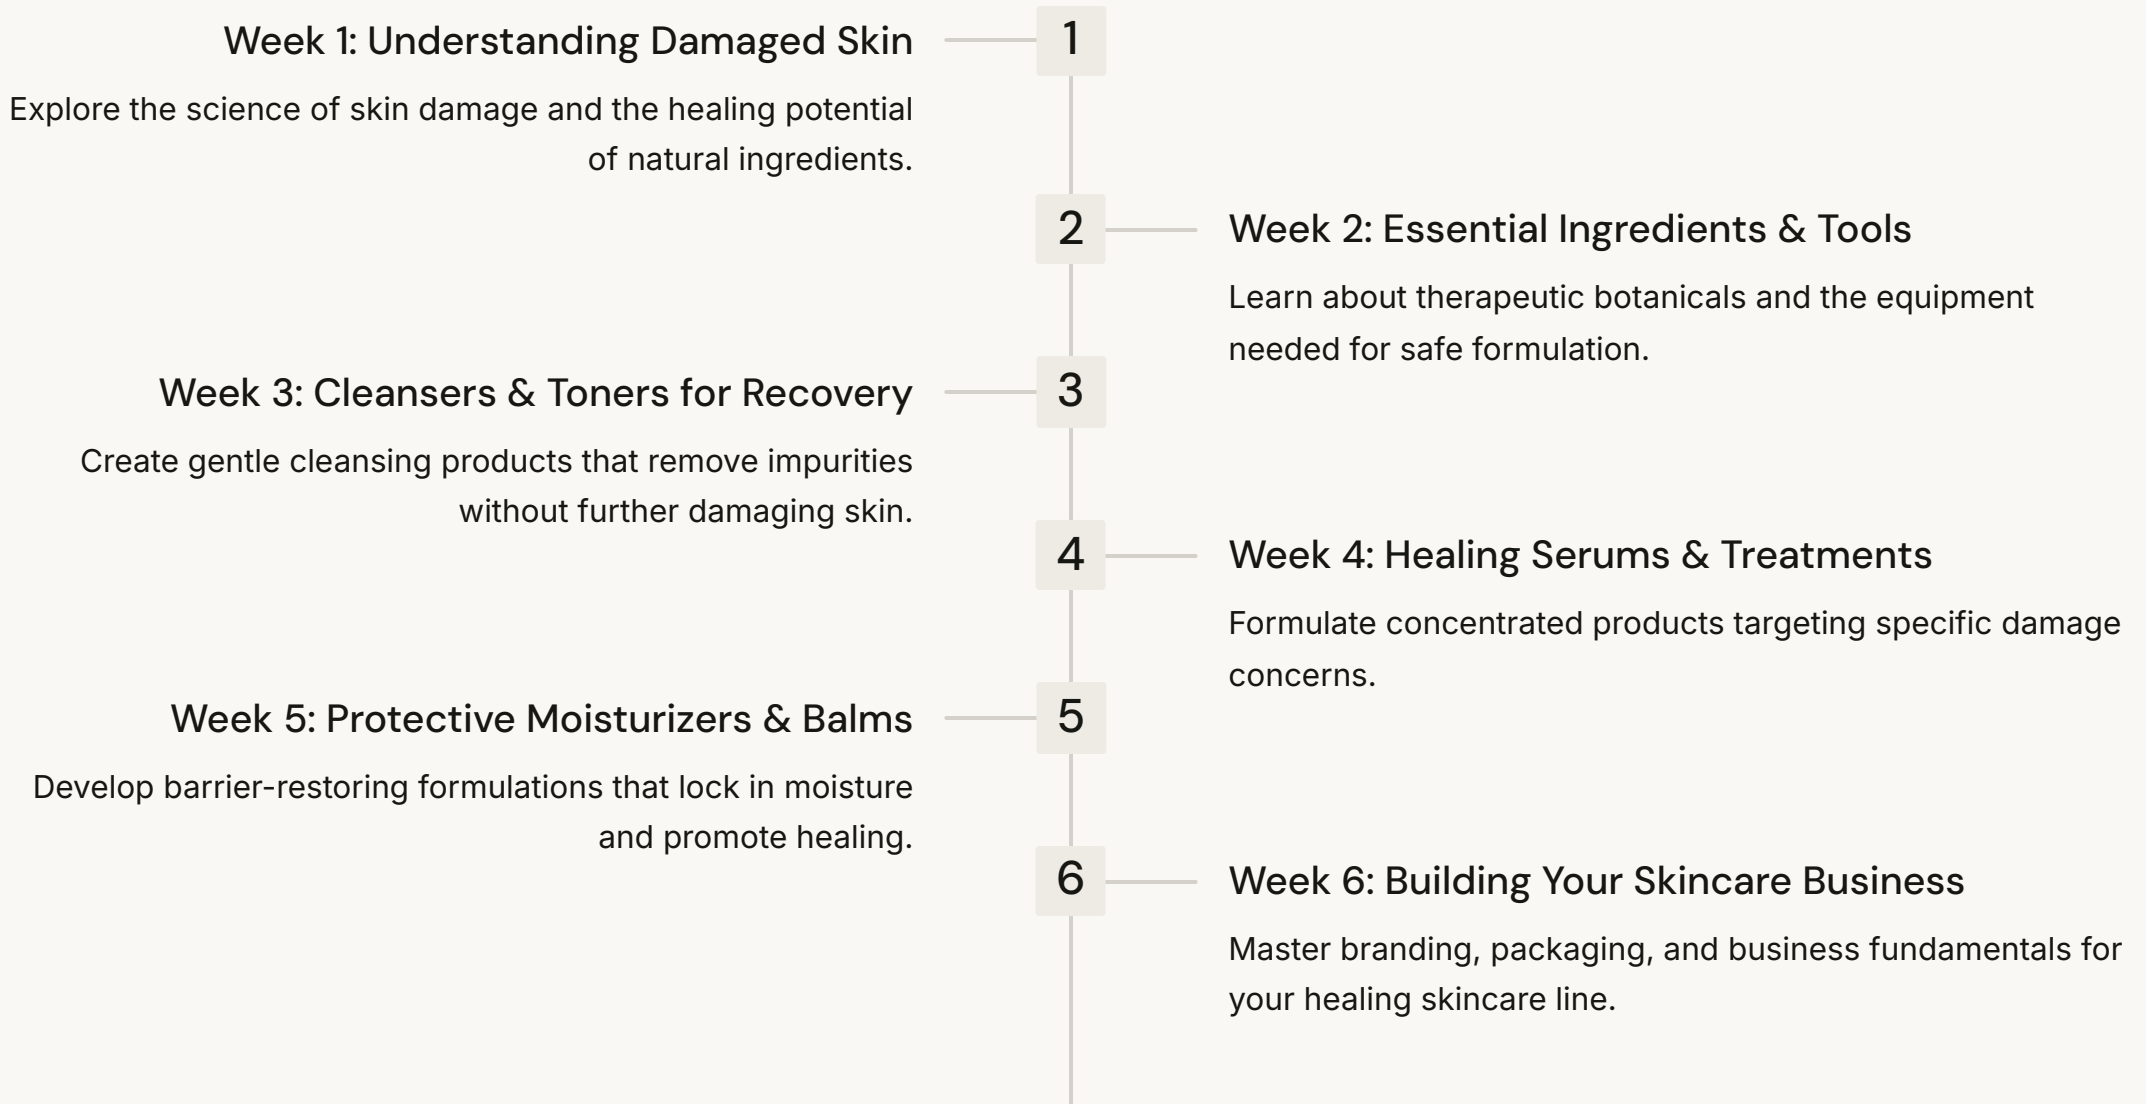 Week 1: Understanding Damaged Skin
1
Explore the science of skin damage and the healing potential
of natural ingredients.
2
Week 2: Essential Ingredients & Tools
Learn about therapeutic botanicals and the equipment
needed for safe formulation.
Week 3: Cleansers & Toners for Recovery
3
Create gentle cleansing products that remove impurities
without further damaging skin.
4
Week 4: Healing Serums & Treatments
Formulate concentrated products targeting specific damage
concerns.
Week 5: Protective Moisturizers & Balms
5
Develop barrier-restoring formulations that lock in moisture
and promote healing.
6
Week 6: Building Your Skincare Business
Master branding, packaging, and business fundamentals for
your healing skincare line.